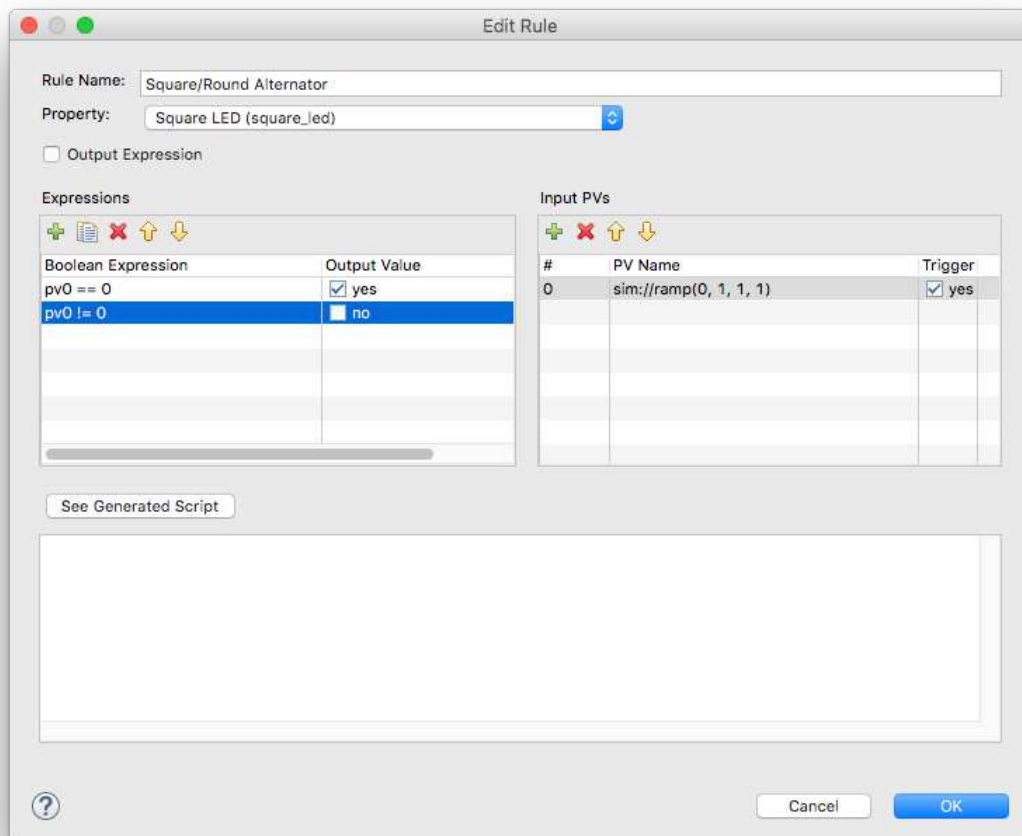 Edit Rule
Rule Name: Square/Round Alternator
Property: Square LED (square_led)
Output Expression
Expressions
Input PVs
Boolean Expression Output Value
# PV Name Trigger
pv0 == 0 yes
0 sim://ramp(0, 1, 1, 1) yes
pv0 != 0 no
See Generated Script
?
Cancel OK